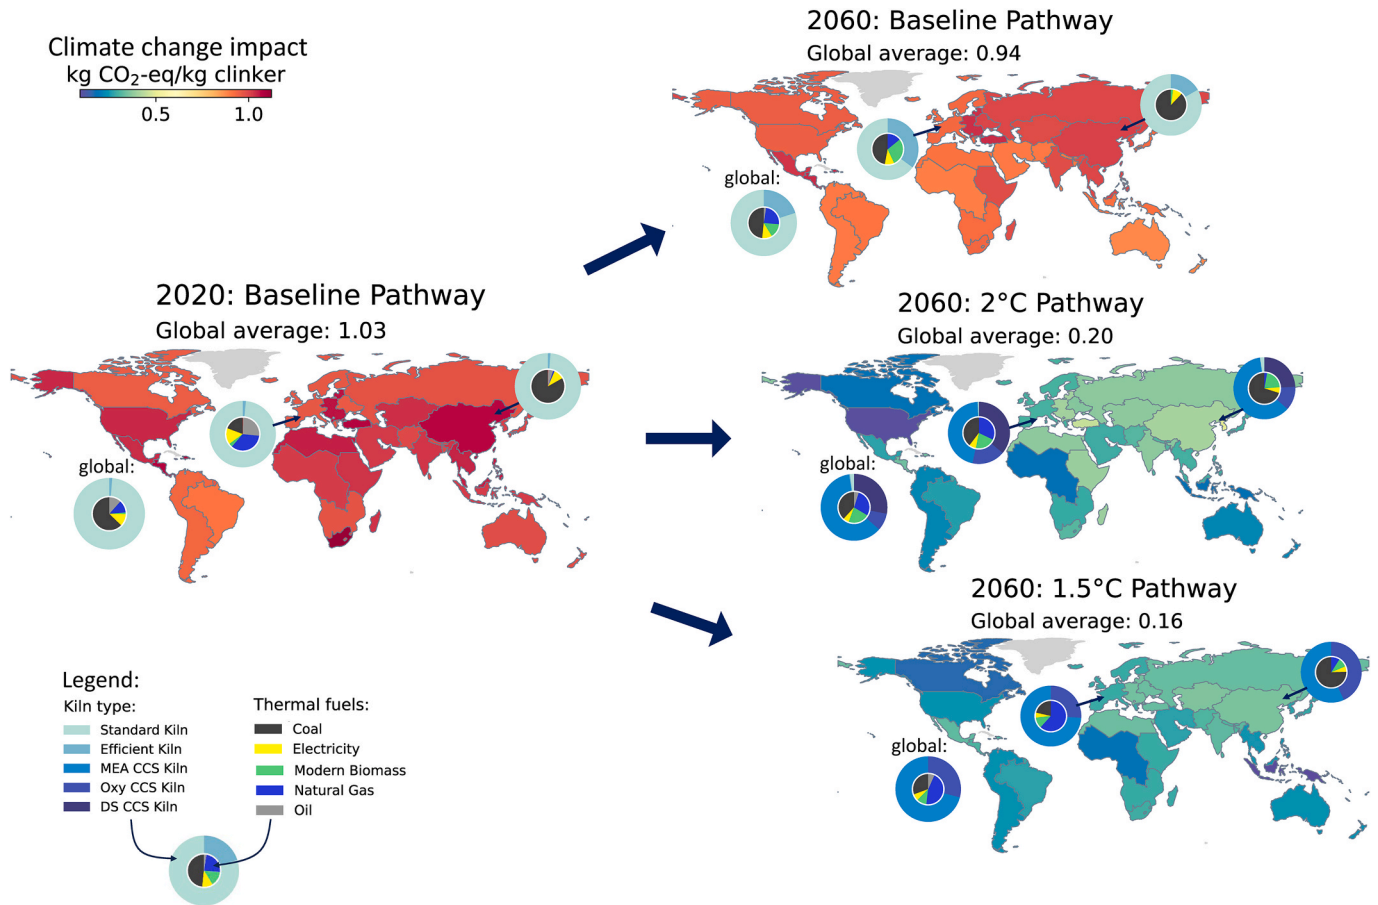 Climate change impact
kg CO₂-eq/kg clinker
0.5 1.0
2060: Baseline Pathway
Global average: 0.94
global:
2020: Baseline Pathway
Global average: 1.03
global:
2060: 2°C Pathway
Global average: 0.20
global:
2060: 1.5°C Pathway
Global average: 0.16
global:
Legend:
Kiln type:
Standard Kiln
Efficient Kiln
MEA CCS Kiln
Oxy CCS Kiln
DS CCS Kiln
Thermal fuels:
Coal
Electricity
Modern Biomass
Natural Gas
Oil